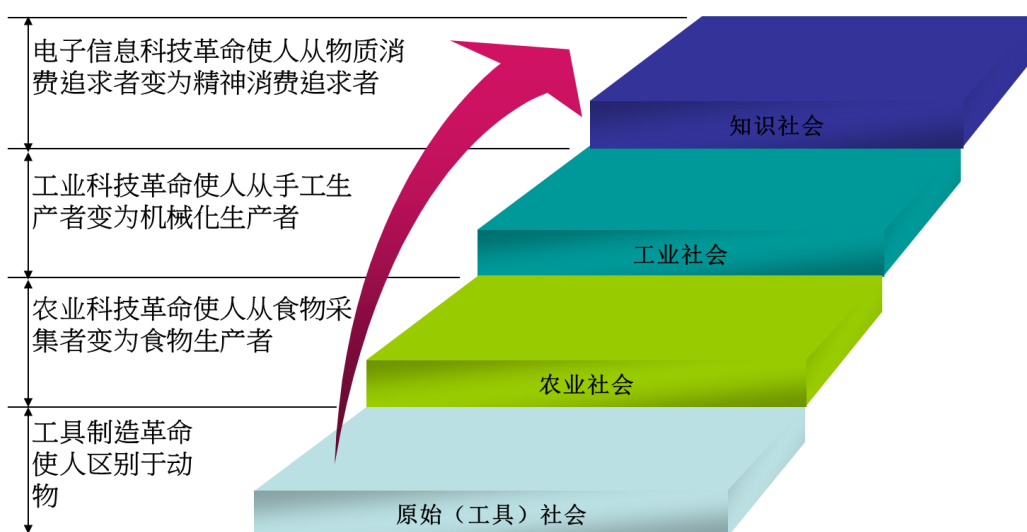 电子信息科技革命使人从物质消
费追求者变为精神消费追求者
知识社会
工业科技革命使人从手工生
产者变为机械化生产者
工业社会
农业科技革命使人从食物采
集者变为食物生产者
农业社会
工具制造革命
使人区别于动
物
原始（工具）社会